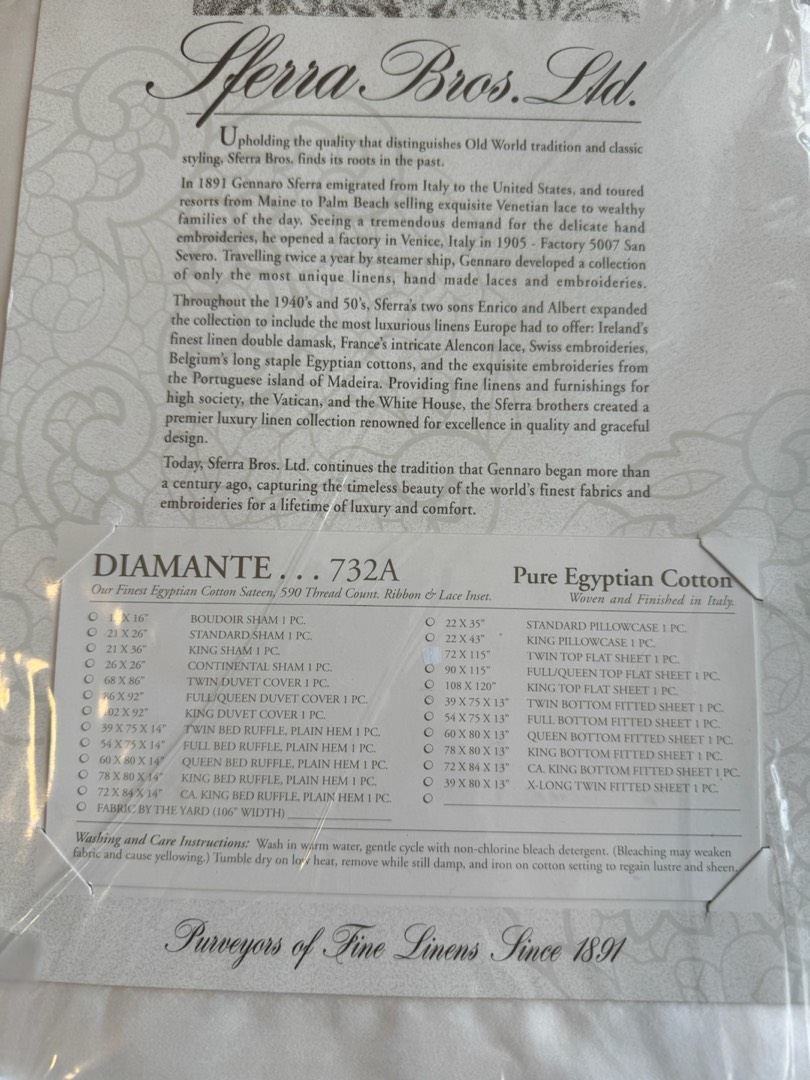 Sferra Bros. Ltd.
Upholding the quality that distinguishes Old World tradition and classic
styling, Sferra Bros. finds its roots in the past.
In 1891 Gennaro Sferra emigrated from Italy to the United States, and toured
resorts from Maine to Palm Beach selling exquisite Venetian lace to wealthy
families of the day. Seeing a tremendous demand for the delicate hand
embroideries, he opened a factory in Venice, Italy in 1905 - Factory 5007 San
Severo. Travelling twice a year by steamer ship, Gennaro developed a collection
of only the most unique linens, hand made laces and embroideries.
Throughout the 1940's and 50's, Sferra's two sons Enrico and Albert expanded
the collection to include the most luxurious linens Europe had to offer: Ireland's
finest linen double damask, France's intricate Alencon lace, Swiss embroideries,
Belgium's long staple Egyptian cottons, and the exquisite embroideries from
the Portuguese island of Madeira. Providing fine linens and furnishings for
high society, the Vatican, and the White House, the Sferra brothers created a
premier luxury linen collection renowned for excellence in quality and graceful
design.
Today, Sferra Bros. Ltd. continues the tradition that Gennaro began more than
a century ago, capturing the timeless beauty of the world's finest fabrics and
embroideries for a lifetime of luxury and comfort.
DIAMANTE . . . 732A
Our Finest Egyptian Cotton Sateen, 590 Thread Count. Ribbon & Lace Inset.
Pure Egyptian Cotton
Woven and Finished in Italy.
X 16" BOUDOIR SHAM 1 PC.
21 X 26" STANDARD SHAM 1 PC.
21 X 36" KING SHAM 1 PC.
26 X 26" CONTINENTAL SHAM 1 PC.
68 X 86" TWIN DUVET COVER 1 PC.
86 X 92" FULL/QUEEN DUVET COVER 1 PC.
102 X 92" KING DUVET COVER 1 PC.
39 X 75 X 14" TWIN BED RUFFLE, PLAIN HEM 1 PC.
54 X 75 X 14" FULL BED RUFFLE, PLAIN HEM 1 PC.
60 X 80 X 14" QUEEN BED RUFFLE, PLAIN HEM 1 PC.
78 X 80 X 14" KING BED RUFFLE, PLAIN HEM 1 PC.
72 X 84 X 14" CA. KING BED RUFFLE, PLAIN HEM 1 PC.
FABRIC BY THE YARD (106" WIDTH)
22 X 35" STANDARD PILLOWCASE 1 PC.
22 X 43" KING PILLOWCASE 1 PC.
72 X 115" TWIN TOP FLAT SHEET 1 PC.
90 X 115" FULL/QUEEN TOP FLAT SHEET 1 PC.
108 X 120" KING TOP FLAT SHEET 1 PC.
39 X 75 X 13" TWIN BOTTOM FITTED SHEET 1 PC.
54 X 75 X 13" FULL BOTTOM FITTED SHEET 1 PC.
60 X 80 X 13" QUEEN BOTTOM FITTED SHEET 1 PC.
78 X 80 X 13" KING BOTTOM FITTED SHEET 1 PC.
72 X 84 X 13" CA. KING BOTTOM FITTED SHEET 1 PC.
39 X 80 X 13" X-LONG TWIN FITTED SHEET 1 PC.
Washing and Care Instructions: Wash in warm water, gentle cycle with non-chlorine bleach detergent. (Bleaching may weaken
fabric and cause yellowing.) Tumble dry on low heat, remove while still damp, and iron on cotton setting to regain lustre and sheen.
Purveyors of Fine Linens Since 1891